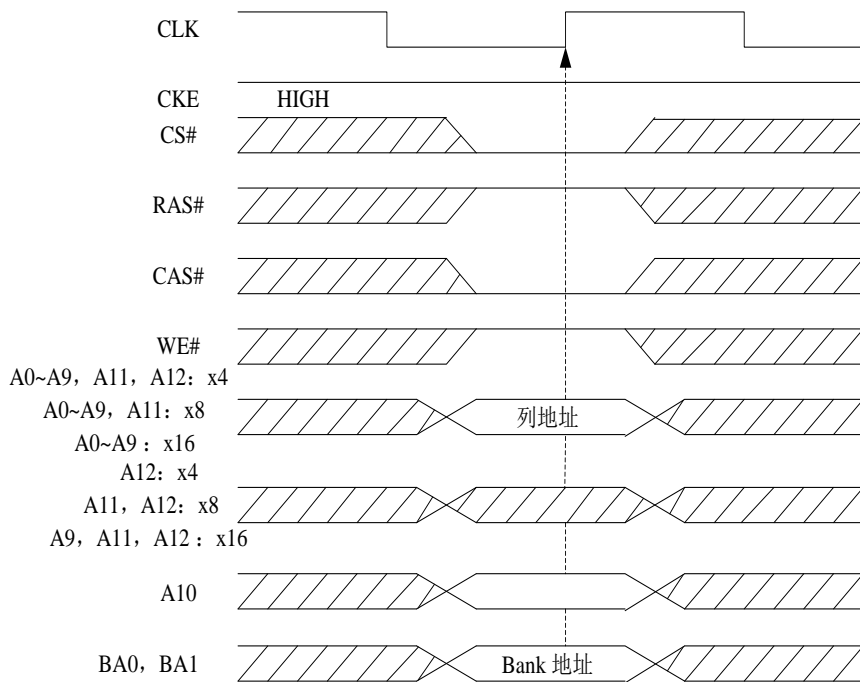 CLK
CKE HIGH
CS#
RAS#
CAS#
WE#
A0~A9，A11，A12：x4
A0~A9，A11：x8 列地址
A0~A9：x16
A12：x4
A11，A12：x8
A9，A11，A12：x16
A10
BA0，BA1 Bank 地址